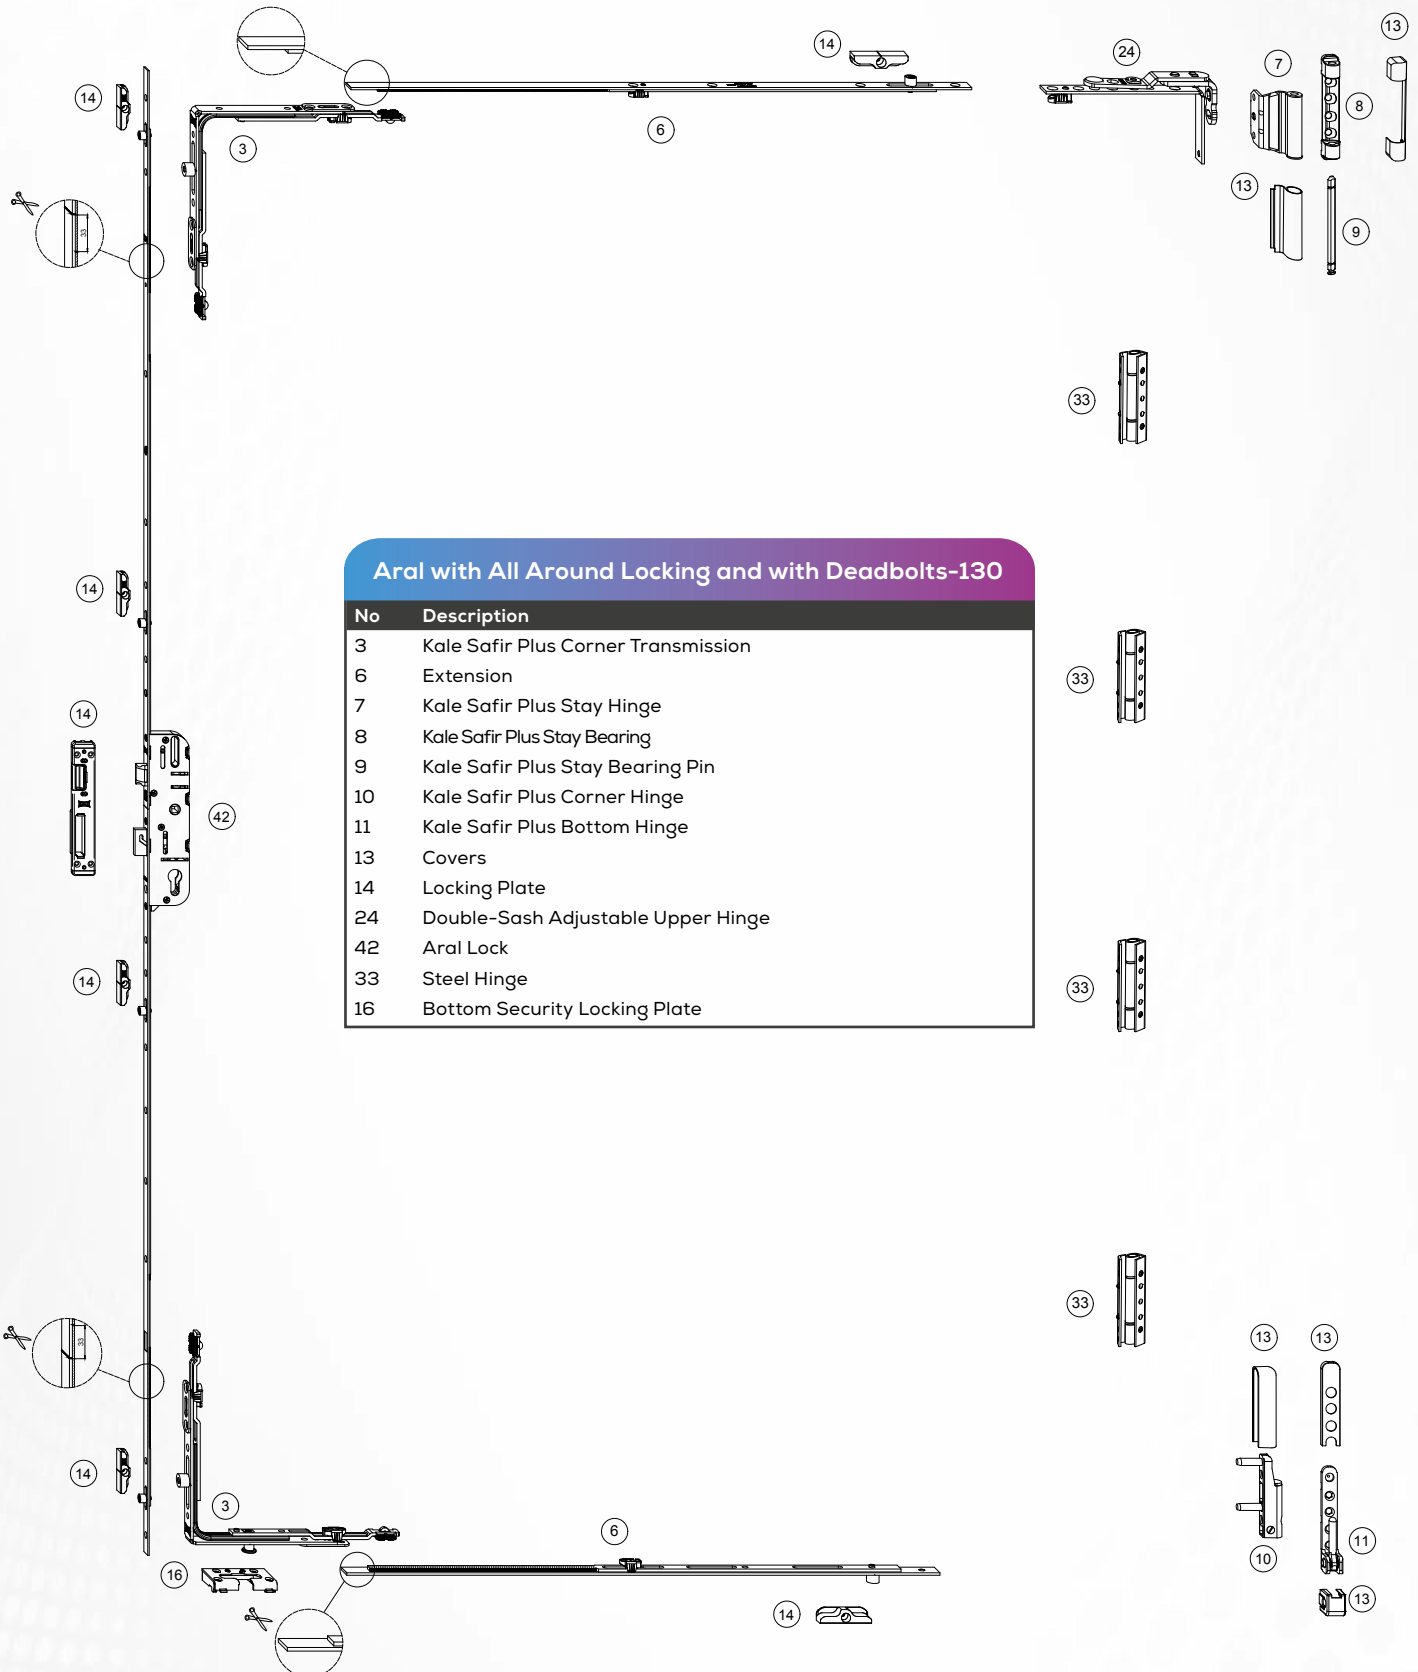 14
13
24
7
14
8
6
3
13
9
33
33
33
14
Aral with All Around Locking and with Deadbolts-130
No Description
3 Kale Safir Plus Corner Transmission
6 Extension
7 Kale Safir Plus Stay Hinge
8 Kale Safir Plus Stay Bearing
9 Kale Safir Plus Stay Bearing Pin
10 Kale Safir Plus Corner Hinge
11 Kale Safir Plus Bottom Hinge
13 Covers
14 Locking Plate
24 Double-Sash Adjustable Upper Hinge
42 Aral Lock
33 Steel Hinge
16 Bottom Security Locking Plate
33
14
42
14
33
33
33
13
13
14
3
6
11
10
16
13
14